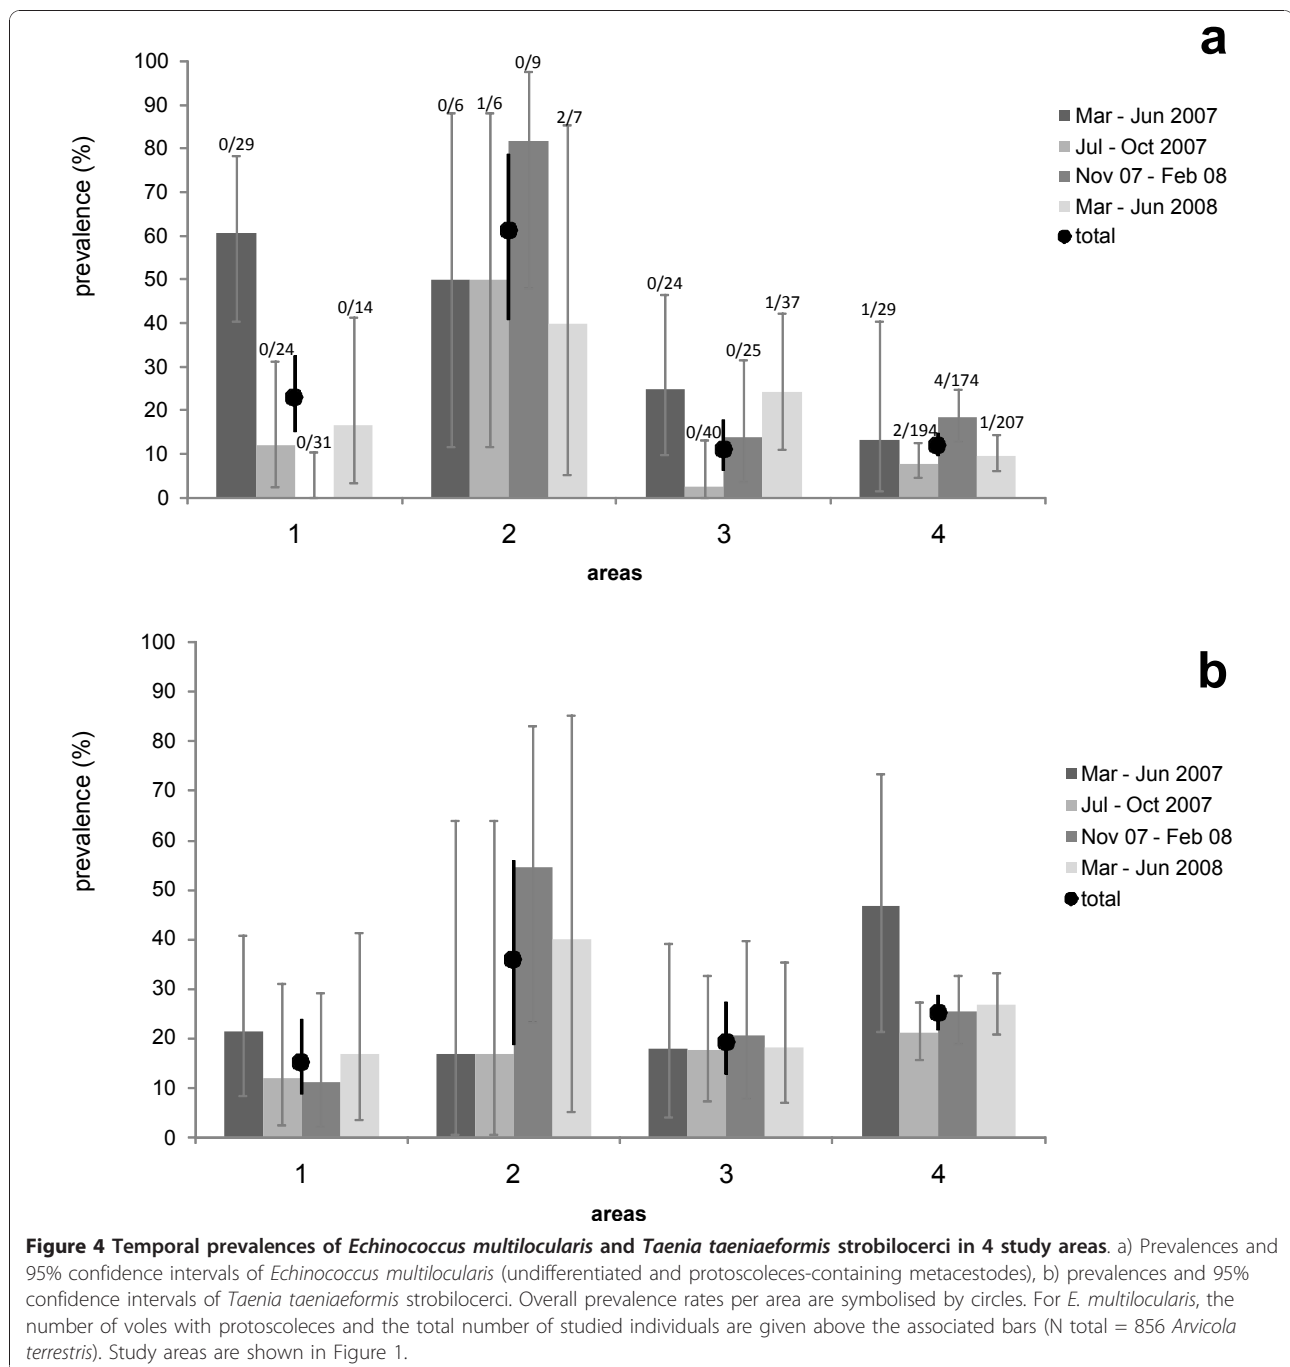 a
100
90
80
70
60
50
40
30
20
10
0
prevalence (%)
0/29
0/24
0/31
0/14
0/6
1/6
0/9
2/7
0/24
0/40
0/25
1/37
1/29
2/194
4/174
1/207
Mar - Jun 2007
Jul - Oct 2007
Nov 07 - Feb 08
Mar - Jun 2008
total
1 2 3 4
areas
b
100
90
80
70
60
50
40
30
20
10
0
prevalence (%)
Mar - Jun 2007
Jul - Oct 2007
Nov 07 - Feb 08
Mar - Jun 2008
total
1 2 3 4
areas
Figure 4 Temporal prevalences of Echinococcus multilocularis and Taenia taeniaeformis strobilocerci in 4 study areas. a) Prevalences and
95% confidence intervals of Echinococcus multilocularis (undifferentiated and protoscoleces-containing metacestodes), b) prevalences and 95%
confidence intervals of Taenia taeniaeformis strobilocerci. Overall prevalence rates per area are symbolised by circles. For E. multilocularis, the
number of voles with protoscoleces and the total number of studied individuals are given above the associated bars (N total = 856 Arvicola
terrestris). Study areas are shown in Figure 1.